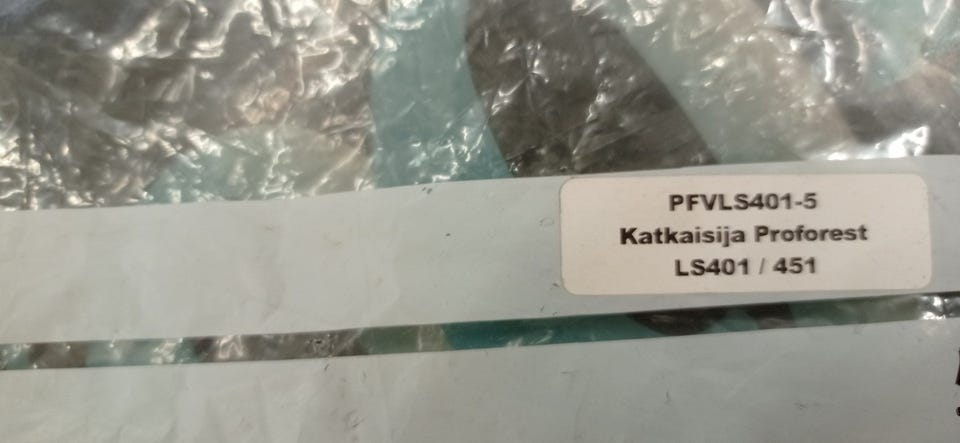 PFVLS401-5
Katkaisija Proforest
LS401 / 451